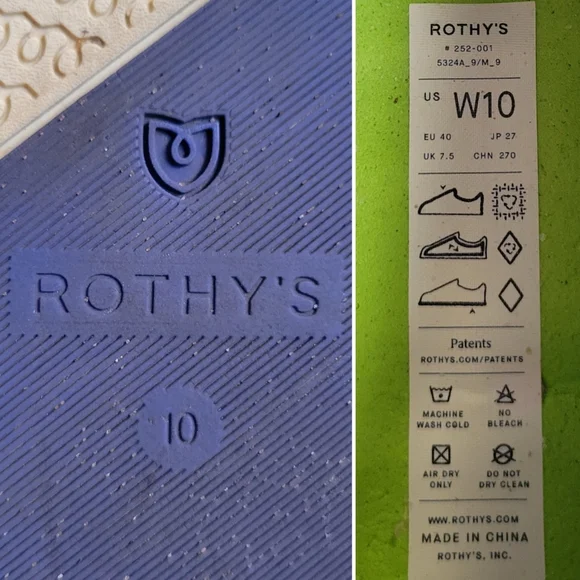 ROTHY'S
10
ROTHY'S
# 252-001
5324A_9/M_9
US W10
EU 40 JP 27
UK 7.5 CHN 270
Patents
ROTHYS.COM/PATENTS
MACHINE WASH COLD
NO BLEACH
AIR DRY ONLY
DO NOT DRY CLEAN
WWW.ROTHYS.COM
MADE IN CHINA
ROTHY'S, INC.